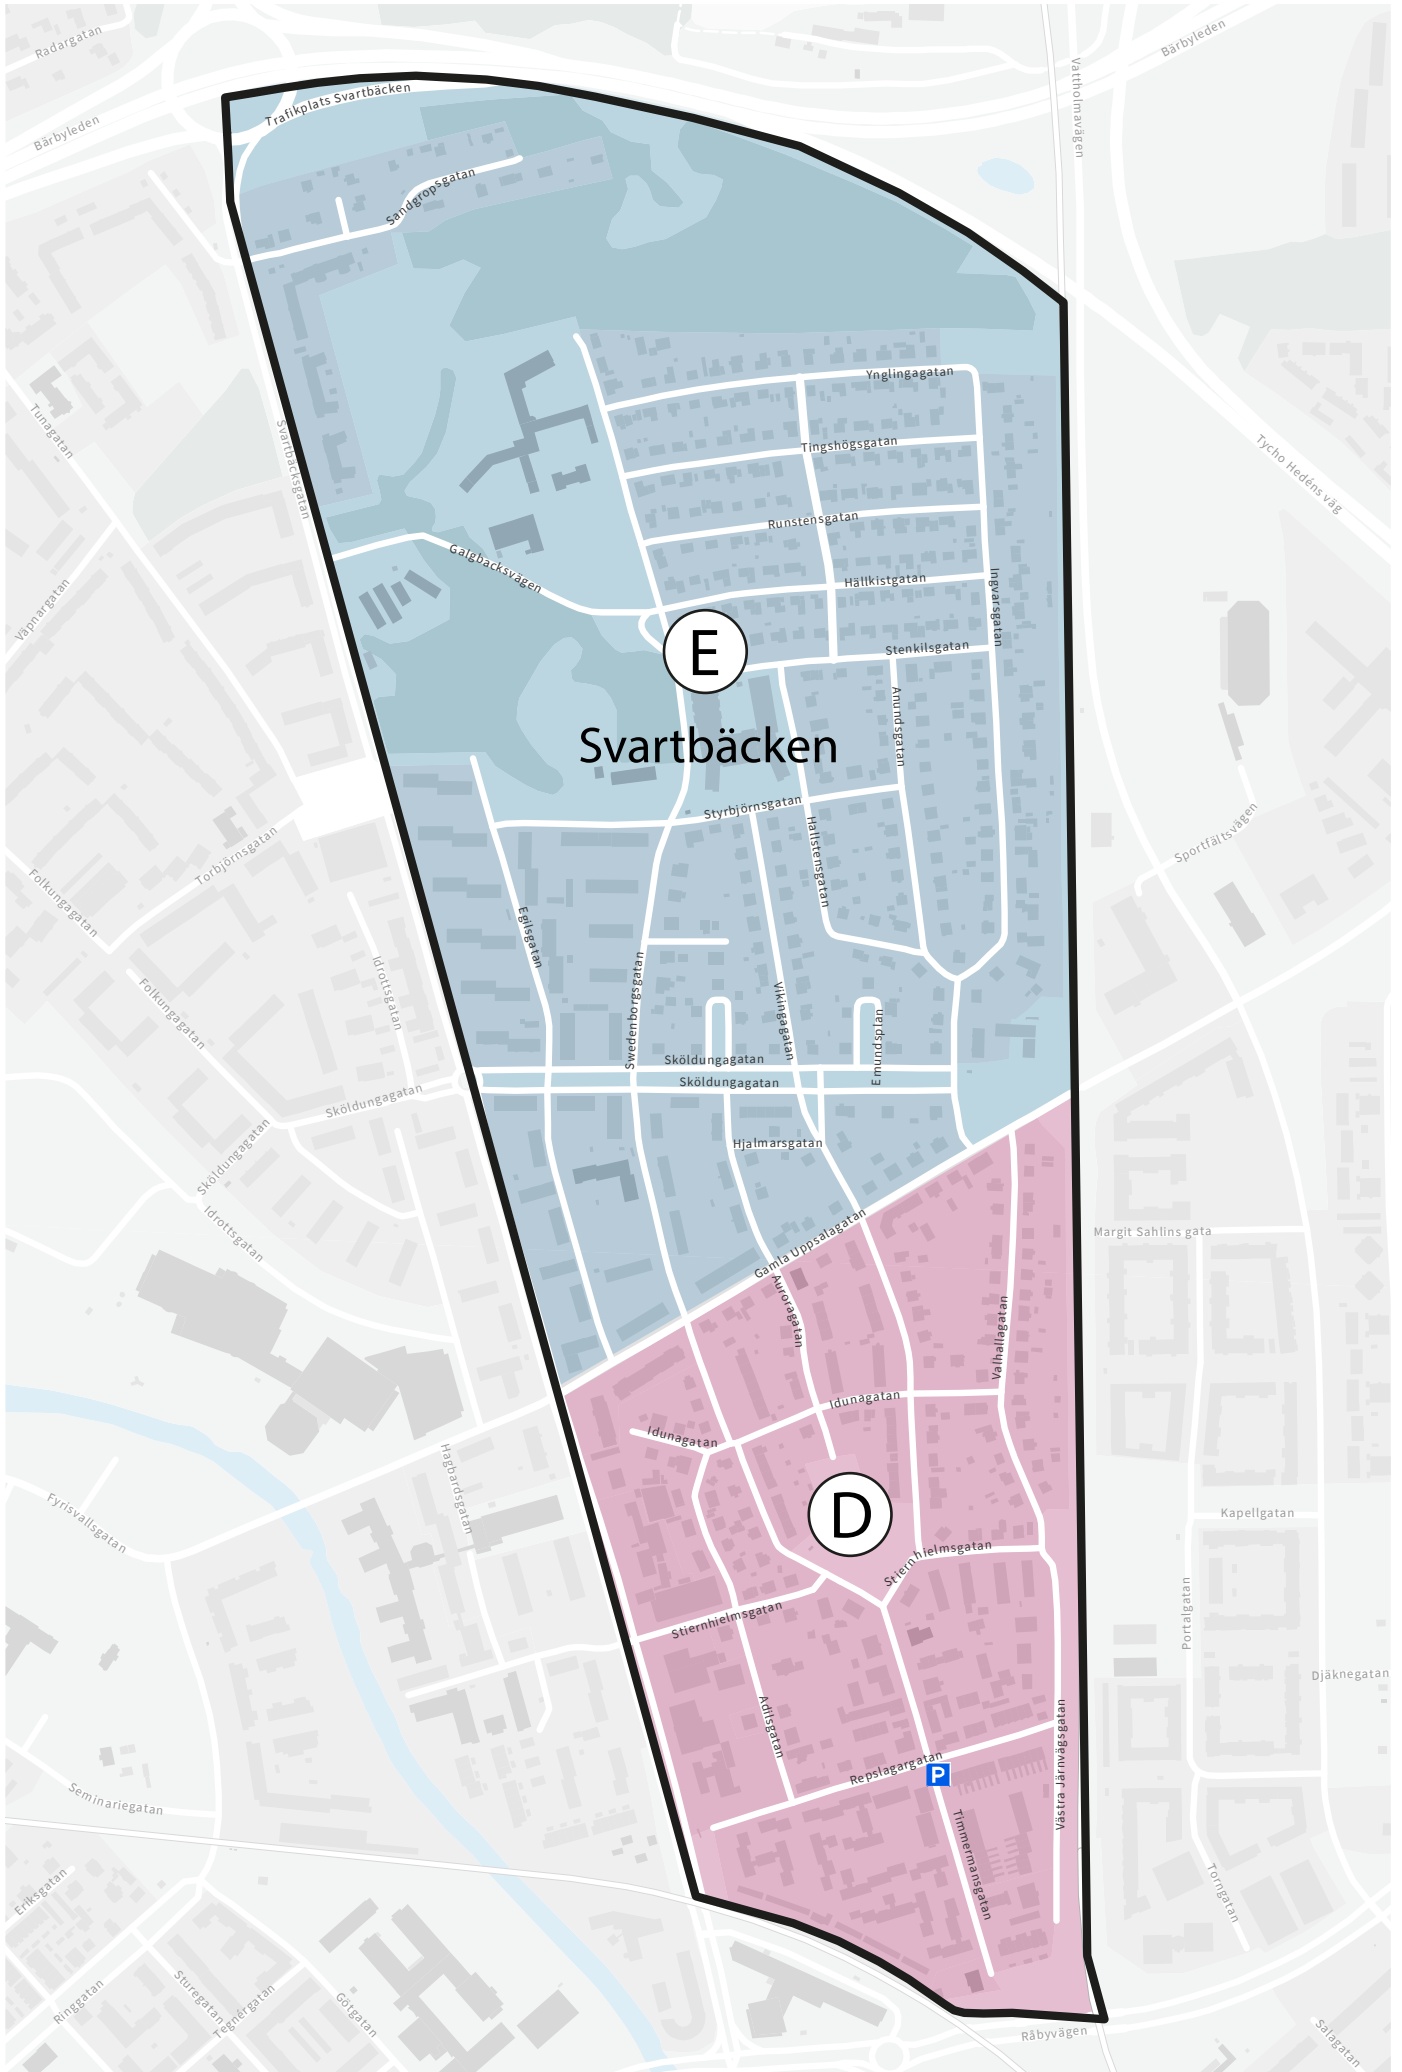 Radargatan
Bärbyleden
Bärbyleden
Vattholmavägen
Trafikplats Svartbäcken
Sandgropsgatan
Tunagatan
Svartbäcksgatan
Ynglingagatan
Tingshögsgatan
Tycho Hedéns väg
Runstensgatan
Galgbacksvägen
Hällkistgatan
Ingvarsgatan
Väpnargatan
E
Stenkilsgatan
Anundsgatan
Svartbäcken
Styrbjörnsgatan
Hallstensgatan
Torbjörnsgatan
Sportfältsvägen
Folkungagatan
Egilsgatan
Idrottsgatan
Swedenborgsgatan
Vikingagatan
Folkungagatan
Emundsplan
Sköldungagatan
Sköldungagatan
Sköldungagatan
Sköldungagatan
Hjalmarsgatan
Idrottsgatan
Gamla Uppsalagatan
Margit Sahlins gata
Auroragatan
Valhallagatan
Idunagatan
Idunagatan
Hagbardsgatan
D
Kapellgatan
Fyrisvallsgatan
Stiernhielmsgatan
Stiernhielmsgatan
Portalgatan
Djäknegatan
Adilsgatan
Västra Järnvägsgatan
Repslagargatan
P
Seminariegatan
Timmermansgatan
Eriksgatan
Torngatan
Ringgatan
Sturegatan
Tegnérgatan
Götgatan
Råbyvägen
Salagatan